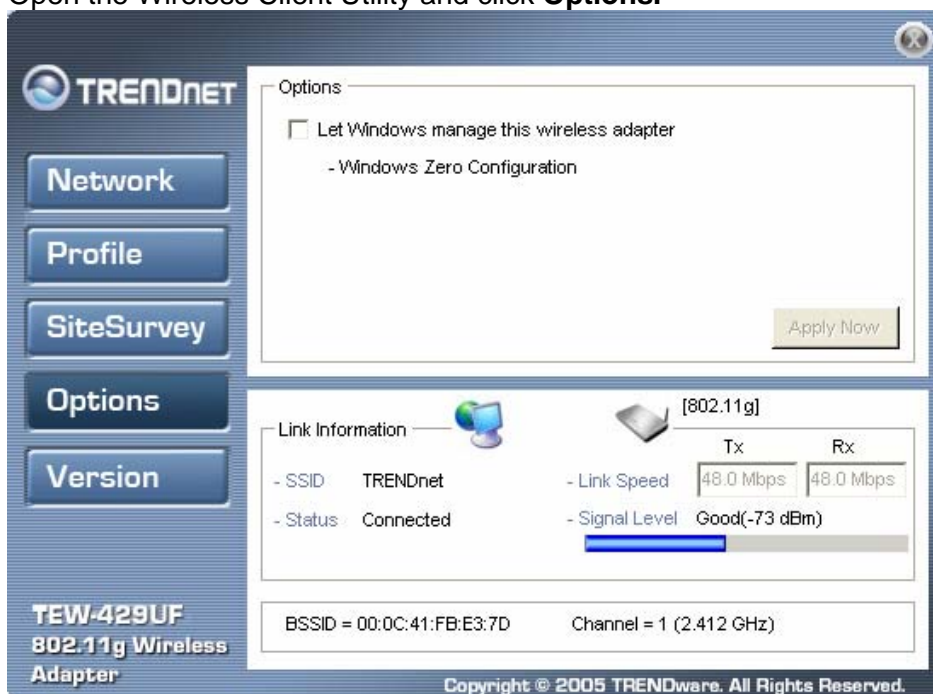 Open the Wireless Client Utility and click Options.
TRENDnet
Network
Profile
SiteSurvey
Options
Version
TEW-429UF
802.11g Wireless
Adapter
Options
Let Windows manage this wireless adapter
- Windows Zero Configuration
Apply Now
Link Information
[802.11g]
Tx Rx
- SSID TRENDnet
- Link Speed 48.0 Mbps 48.0 Mbps
- Status Connected
- Signal Level Good(-73 dBm)
BSSID = 00:0C:41:FB:E3:7D Channel = 1 (2.412 GHz)
Copyright © 2005 TRENDware. All Rights Reserved.